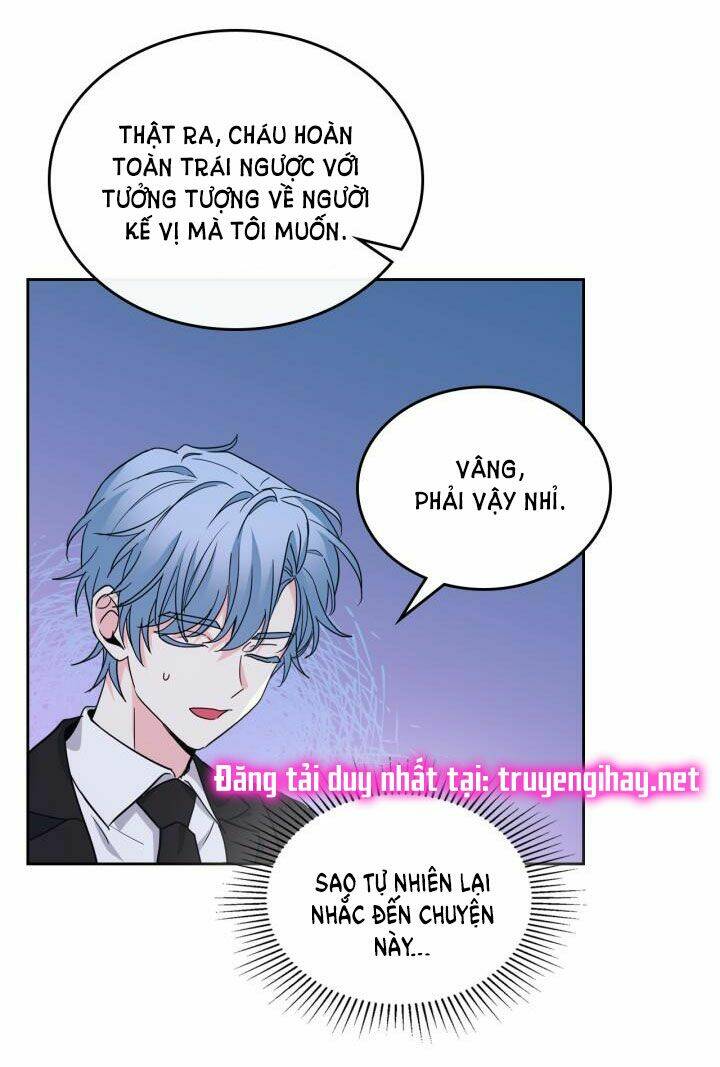 THẬT RA, CHÁU HOÀN
TOÀN TRÁI NGƯỢC VỚI
TƯỞNG TƯỢNG VỀ NGƯỜI
KẾ VỊ MÀ TÔI MUỐN.
VÂNG,
PHẢI VẬY NHỈ.
Đăng tải duy nhất tại: truyengihay.net
SAO TỰ NHIÊN LẠI
NHẮC ĐẾN CHUYỆN
NÀY...